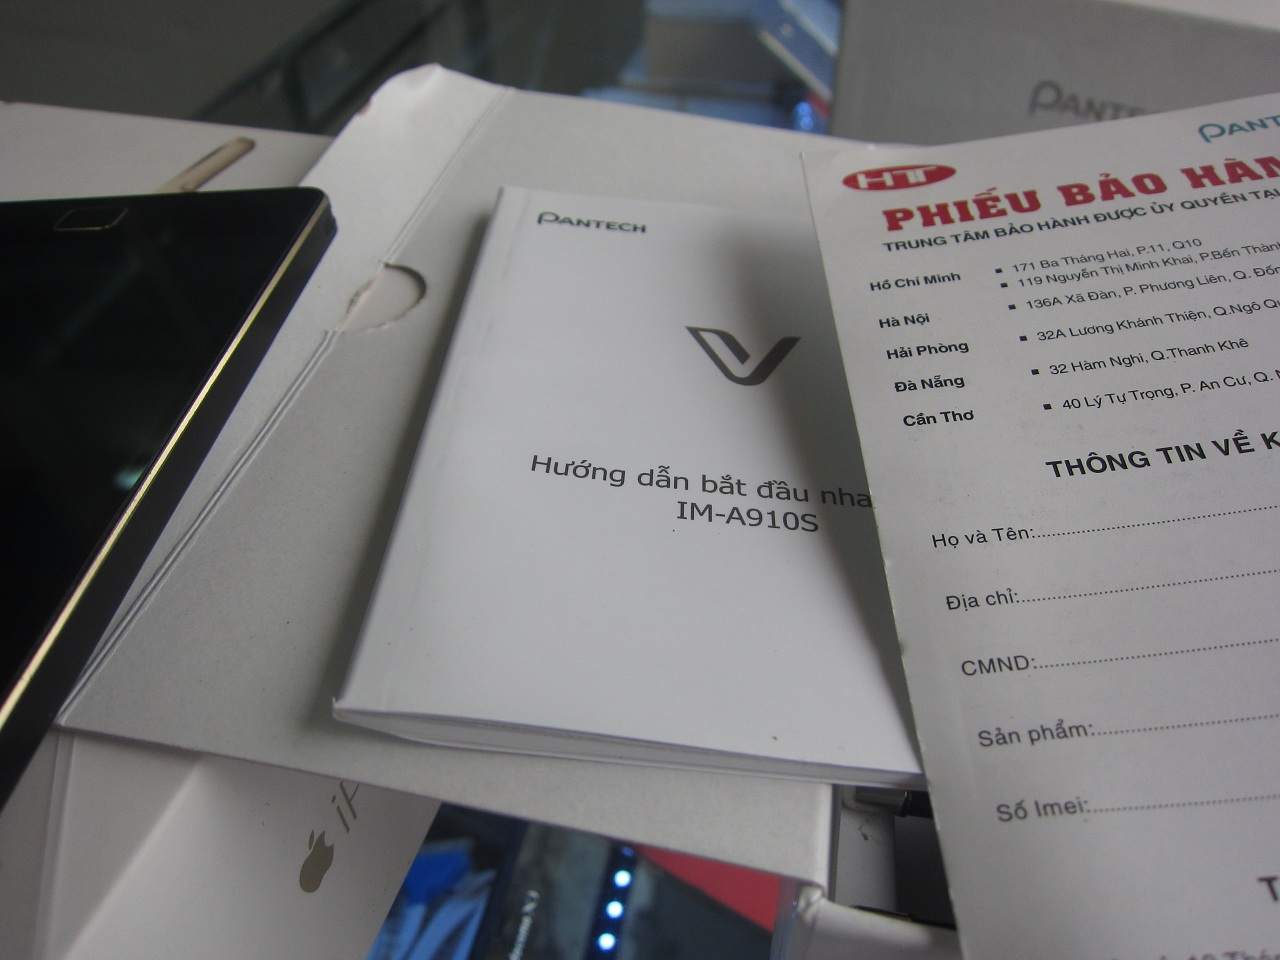 PANTECH
PANTECH
Hướng dẫn bắt đầu
IM-A910S
HT
PHIẾU BẢO
TRUNG TÂM BẢO HÀNH ĐƯỢC ỦY QUYỀN TẠI
Hồ Chí Minh ▪ 171 Ba Tháng Hai, P.11, Q10
▪ 119 Nguyễn Thị Minh Khai, P.Bến Thành
Hà Nội ▪ 136A Xã Đàn, P. Phương Liên, Q. Đống
Hải Phòng ▪ 32A Lương Khánh Thiện, Q.Ngô
Đà Nẵng ▪ 32 Hàm Nghi, Q.Thanh Khê
Cần Thơ ▪ 40 Lý Tự Trọng, P. An Cư, Q.
THÔNG TIN VỀ
Họ và Tên:
Địa chỉ:
CMND:
Sản phẩm:
Số Imei: